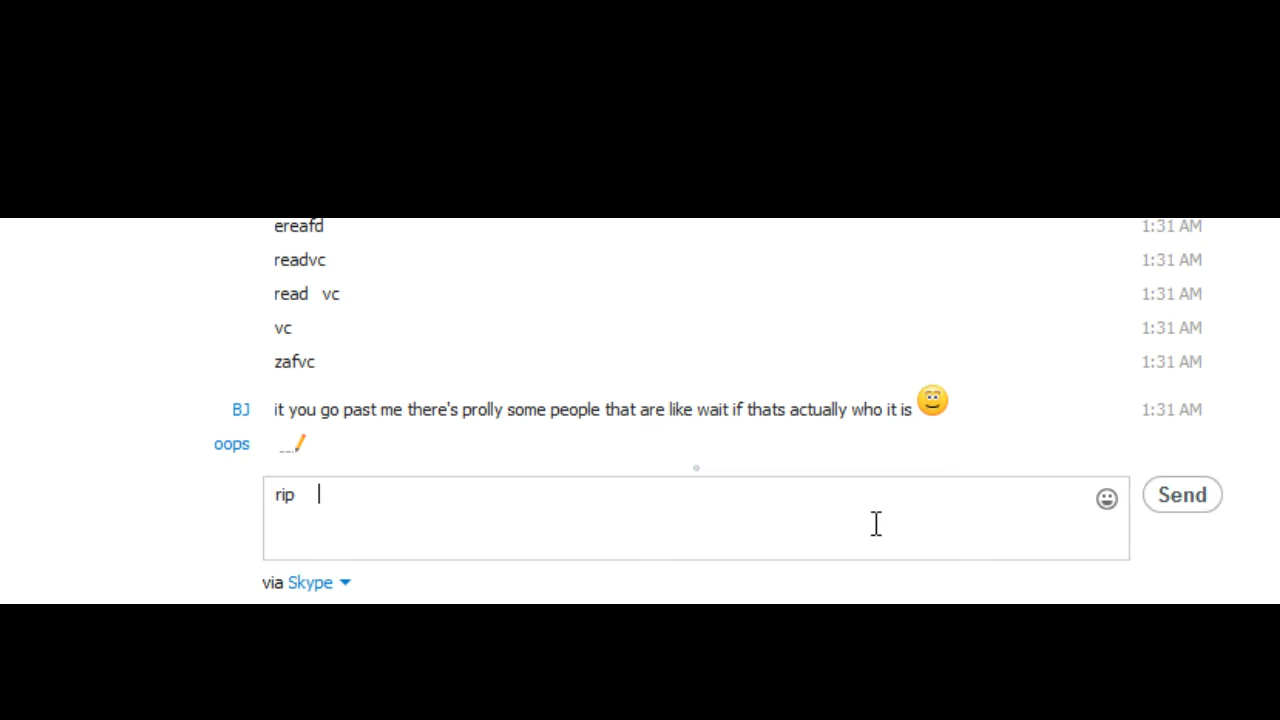 ereafd 1:31 AM
readvc 1:31 AM
read vc 1:31 AM
vc 1:31 AM
zafvc 1:31 AM
BJ it you go past me there's prolly some people that are like wait if thats actually who it is 1:31 AM
oops
rip Send
via Skype